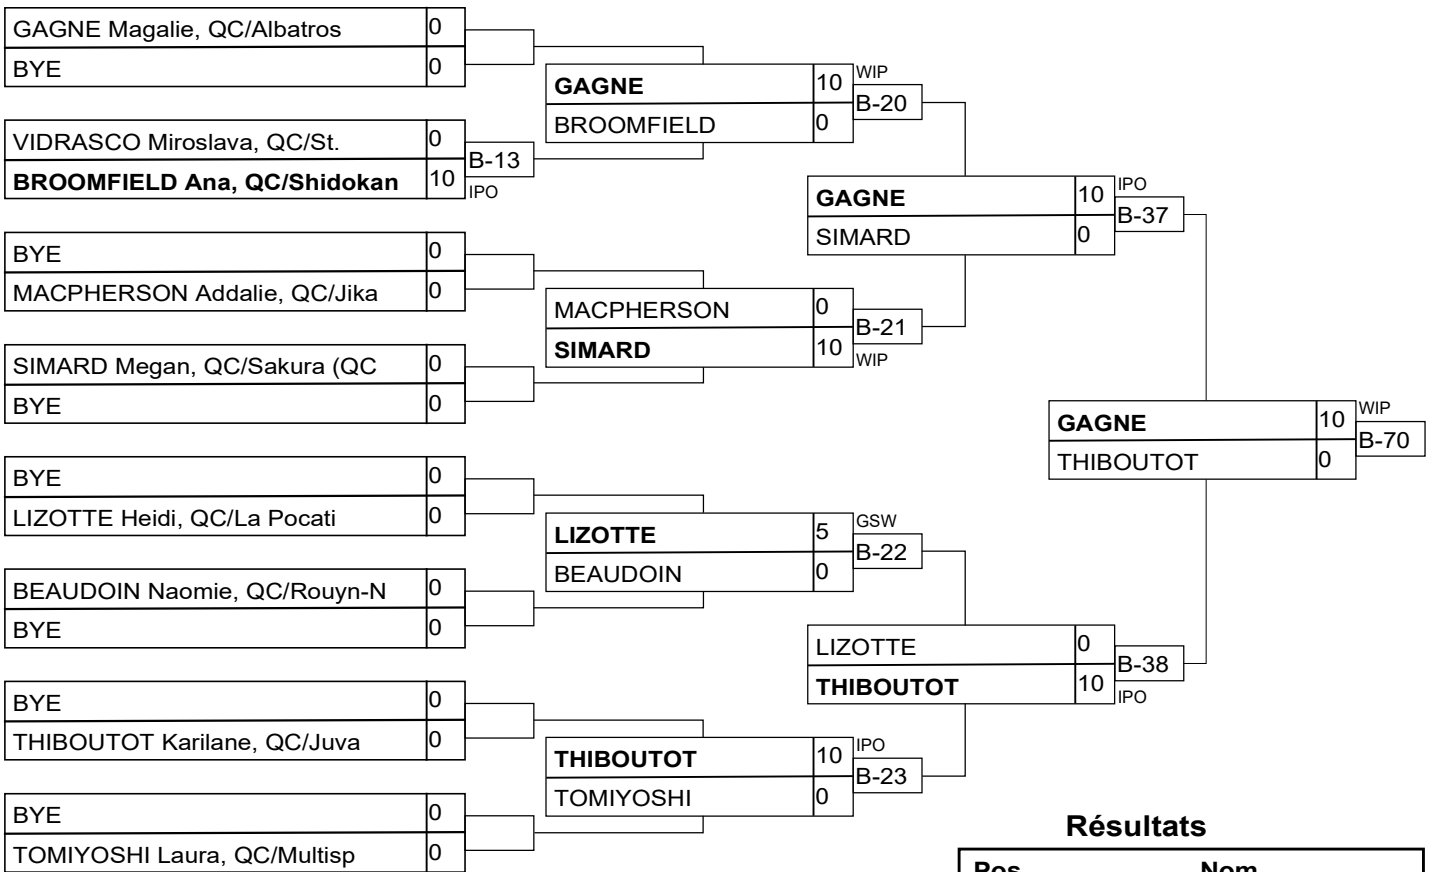 GAGNE Magalie, QC/Albatros 0
BYE 0
VIDRASCO Miroslava, QC/St. 0
BROOMFIELD Ana, QC/Shidokan 10
B-13
IPO
BYE 0
MACPHERSON Addalie, QC/Jika 0
SIMARD Megan, QC/Sakura (QC 0
BYE 0
BYE 0
LIZOTTE Heidi, QC/La Pocati 0
BEAUDOIN Naomie, QC/Rouyn-N 0
BYE 0
BYE 0
THIBOUTOT Karilane, QC/Juva 0
BYE 0
TOMIYOSHI Laura, QC/Multisp 0
GAGNE 10 WIP
B-20
BROOMFIELD 0
MACPHERSON 0
B-21
SIMARD 10 WIP
LIZOTTE 5 GSW
B-22
BEAUDOIN 0
THIBOUTOT 10 IPO
B-23
TOMIYOSHI 0
GAGNE 10 IPO
B-37
SIMARD 0
LIZOTTE 0
B-38
THIBOUTOT 10 IPO
GAGNE 10 WIP
B-70
THIBOUTOT 0
Résultats
Pos Nom